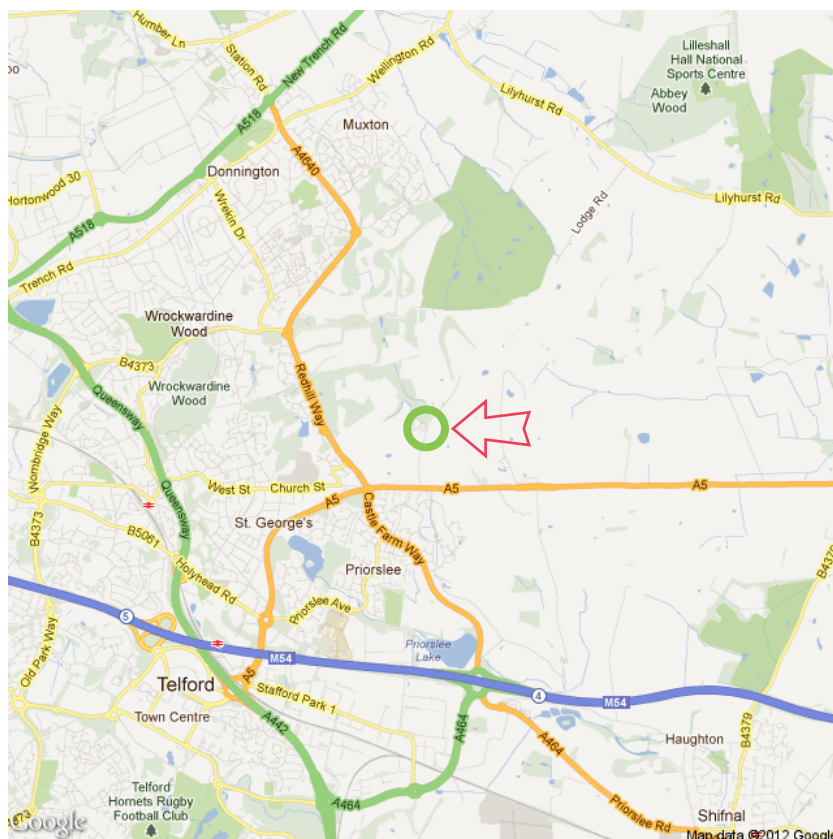 Humber Ln
Station Rd
New Trench Rd
Wellington Rd
Lilleshall
Hall National
Sports Centre
Abbey
Wood
Lilyhurst Rd
A518
Muxton
A4640
Donnington
Hortonwood 30
Wrekin Dr
Lodge Rd
Lilyhurst Rd
A518
Trench Rd
Wrockwardine
Wood
B4373
Queensway
Wrockwardine
Wood
Redhill Way
Wombridge Way
Queensway
West St
Church St
A5
A5
A5
B4373
St. George's
Castle Farm Way
B5061
Holyhead Rd
Priorslee
B4379
Priorslee Ave
5
Old Park Way
Priorslee
Lake
M54
Telford
A5
Stafford Park 1
4
M54
Town Centre
A442
A464
A464
Haughton
B4379
Telford
Hornets Rugby
Football Club
A464
Priorslee Rd
Shifnal
Google
Map data ©2012 Google